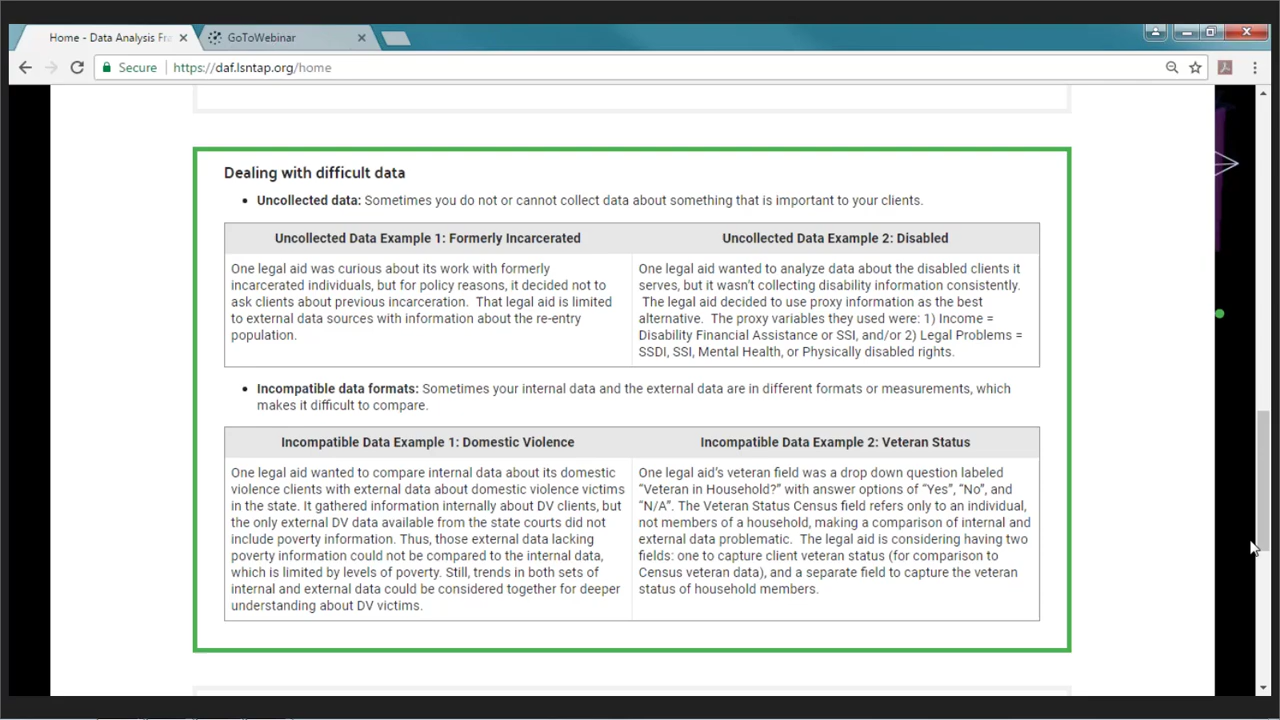 Home - Data Analysis Fra
GoToWebinar
Secure
https://daf.lsntap.org/home
Dealing with difficult data
• Uncollected data: Sometimes you do not or cannot collect data about something that is important to your clients.
Uncollected Data Example 1: Formerly Incarcerated
One legal aid was curious about its work with formerly
incarcerated individuals, but for policy reasons, it decided not to
ask clients about previous incarceration. That legal aid is limited
to external data sources with information about the re-entry
population.
Uncollected Data Example 2: Disabled
One legal aid wanted to analyze data about the disabled clients it
serves, but it wasn't collecting disability information consistently.
The legal aid decided to use proxy information as the best
alternative. The proxy variables they used were: 1) Income =
Disability Financial Assistance or SSI, and/or 2) Legal Problems =
SSDI, SSI, Mental Health, or Physically disabled rights.
• Incompatible data formats: Sometimes your internal data and the external data are in different formats or measurements, which
makes it difficult to compare.
Incompatible Data Example 1: Domestic Violence
One legal aid wanted to compare internal data about its domestic
violence clients with external data about domestic violence victims
in the state. It gathered information internally about DV clients, but
the only external DV data available from the state courts did not
include poverty information. Thus, those external data lacking
poverty information could not be compared to the internal data,
which is limited by levels of poverty. Still, trends in both sets of
internal and external data could be considered together for deeper
understanding about DV victims.
Incompatible Data Example 2: Veteran Status
One legal aid's veteran field was a drop down question labeled
“Veteran in Household?” with answer options of “Yes”, “No”, and
“N/A”. The Veteran Status Census field refers only to an individual,
not members of a household, making a comparison of internal and
external data problematic. The legal aid is considering having two
fields: one to capture client veteran status (for comparison to
Census veteran data), and a separate field to capture the veteran
status of household members.